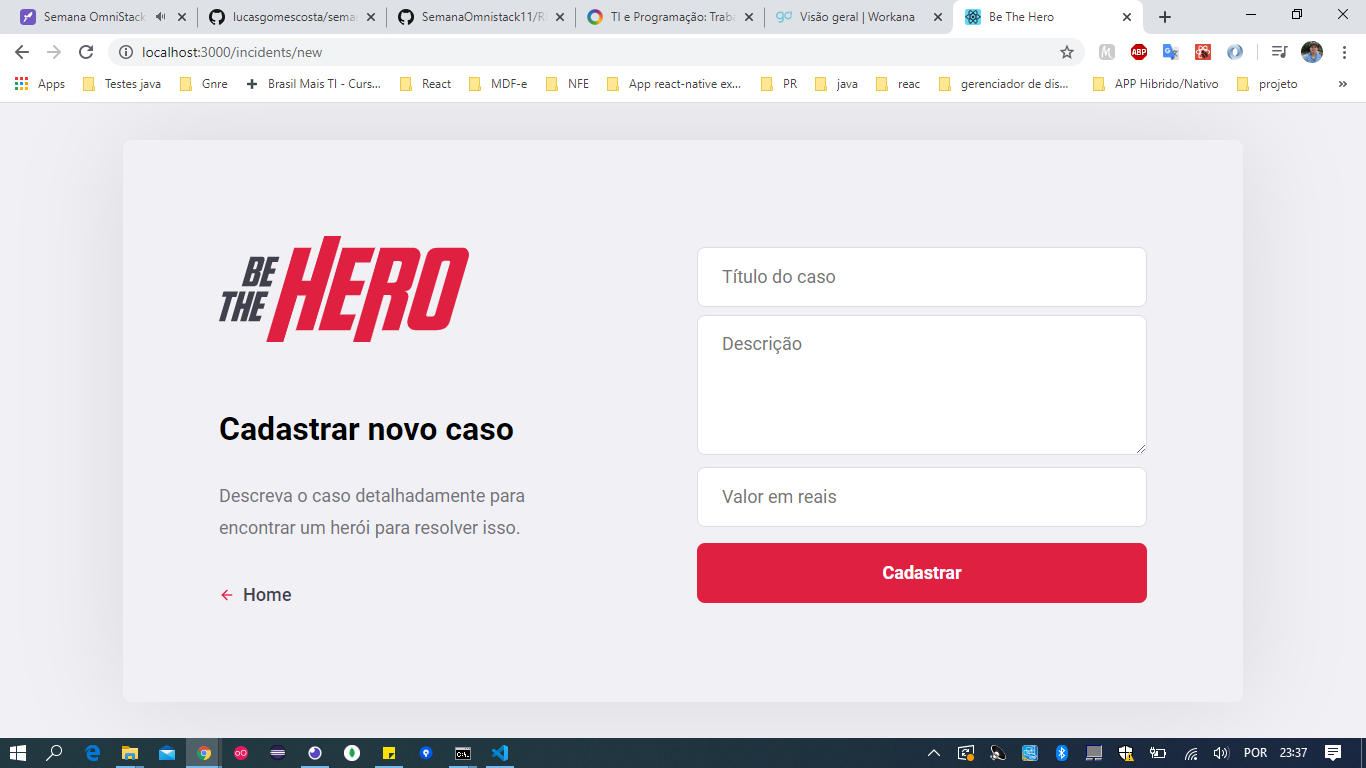 Semana OmniStack
lucasgomescosta/sema
SemanaOmnistack11/R
TI e Programação: Trab
Visão geral | Workana
Be The Hero
localhost:3000/incidents/new
ABP
Apps
Testes java
Gnre
Brasil Mais TI - Curs...
React
MDF-e
NFE
App react-native ex...
PR
java
reac
gerenciador de dis...
APP Hibrido/Nativo
projeto
BE
THE
HERO
Título do caso
Descrição
Cadastrar novo caso
Descreva o caso detalhadamente para
encontrar um herói para resolver isso.
Valor em reais
Cadastrar
Home
POR
23:37